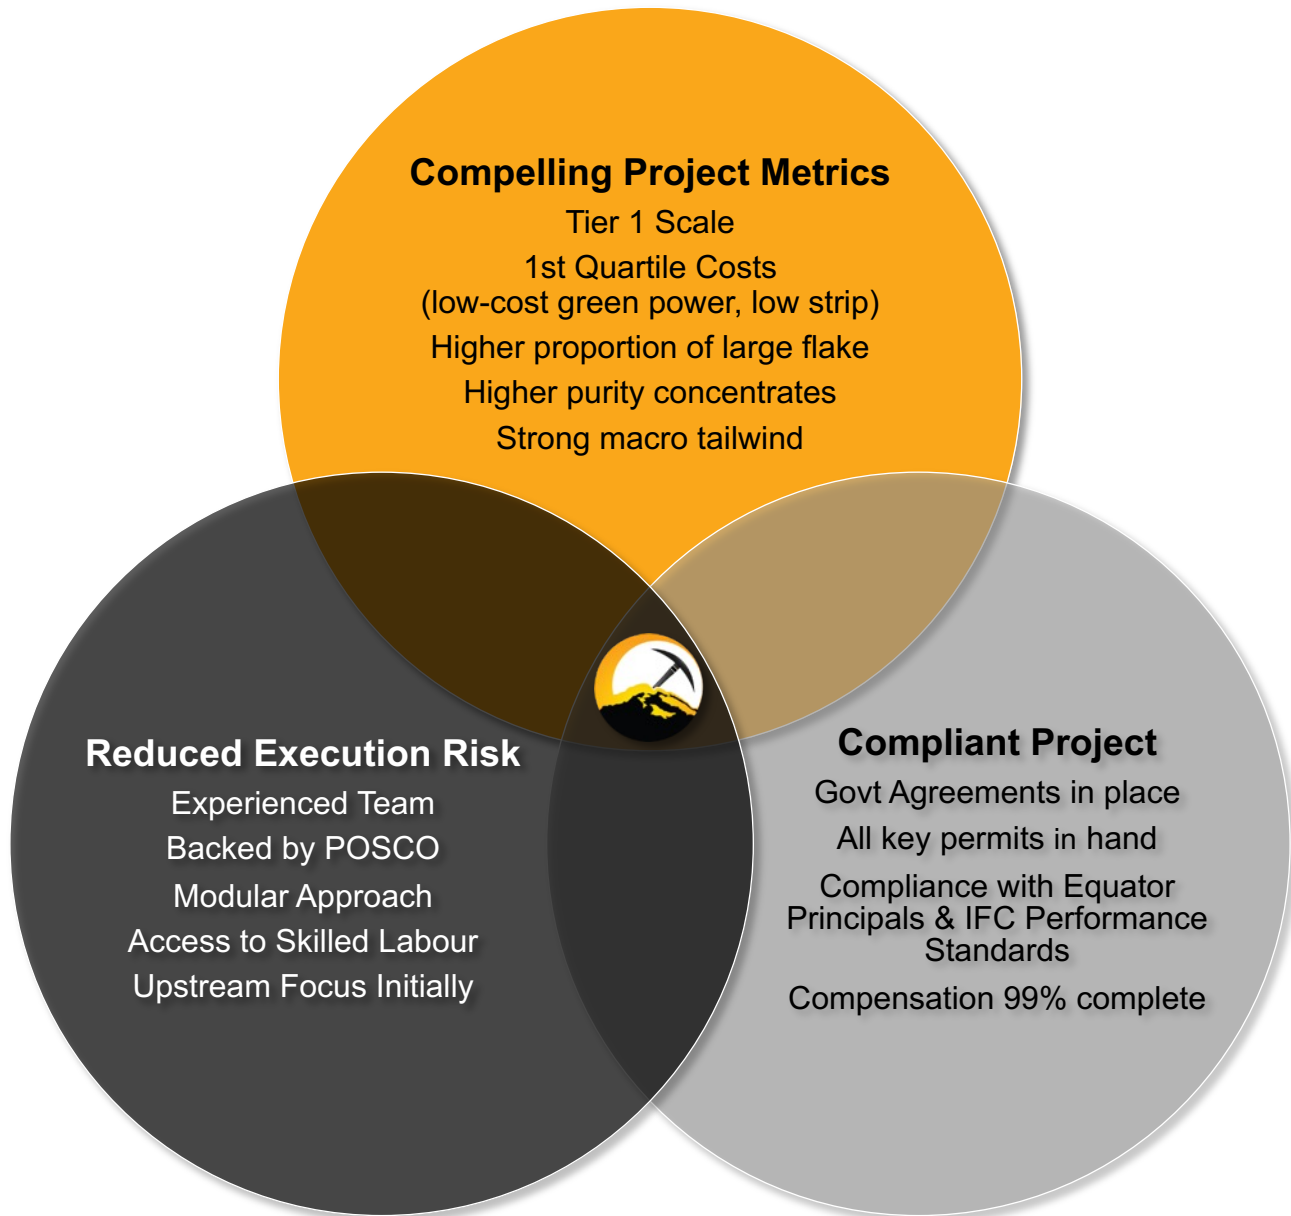 Compelling Project Metrics
Tier 1 Scale
1st Quartile Costs
(low-cost green power, low strip)
Higher proportion of large flake
Higher purity concentrates
Strong macro tailwind
Reduced Execution Risk
Experienced Team
Backed by POSCO
Modular Approach
Access to Skilled Labour
Upstream Focus Initially
Compliant Project
Govt Agreements in place
All key permits in hand
Compliance with Equator
Principals & IFC Performance
Standards
Compensation 99% complete